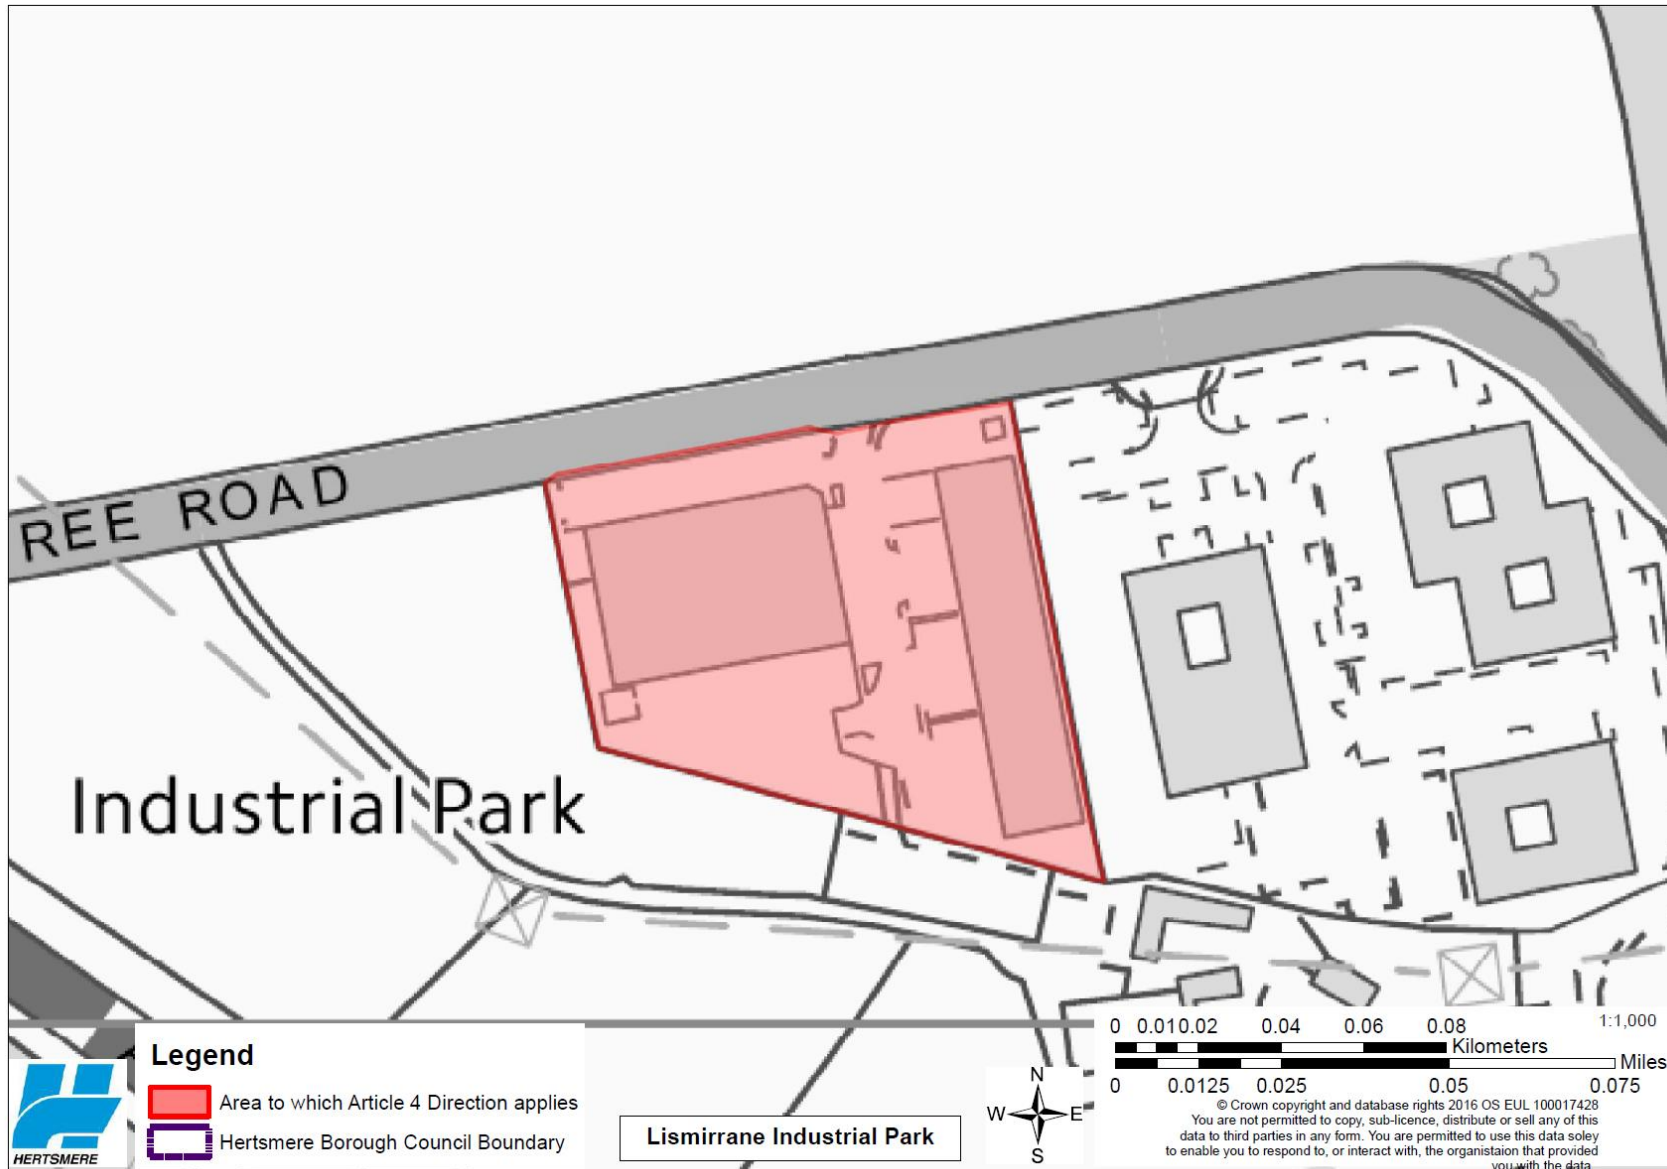 REE ROAD
Industrial Park
HERTSMERE
Legend
Area to which Article 4 Direction applies
Hertsmere Borough Council Boundary
Lismirrane Industrial Park
N
W E
S
0 0.010.02 0.04 0.06 0.08
Kilometers
Miles
0 0.0125 0.025 0.05 0.075
1:1,000
© Crown copyright and database rights 2016 OS EUL 100017428
You are not permitted to copy, sub-licence, distribute or sell any of this
data to third parties in any form. You are permitted to use this data soley
to enable you to respond to, or interact with, the organistaion that provided
you with the data.